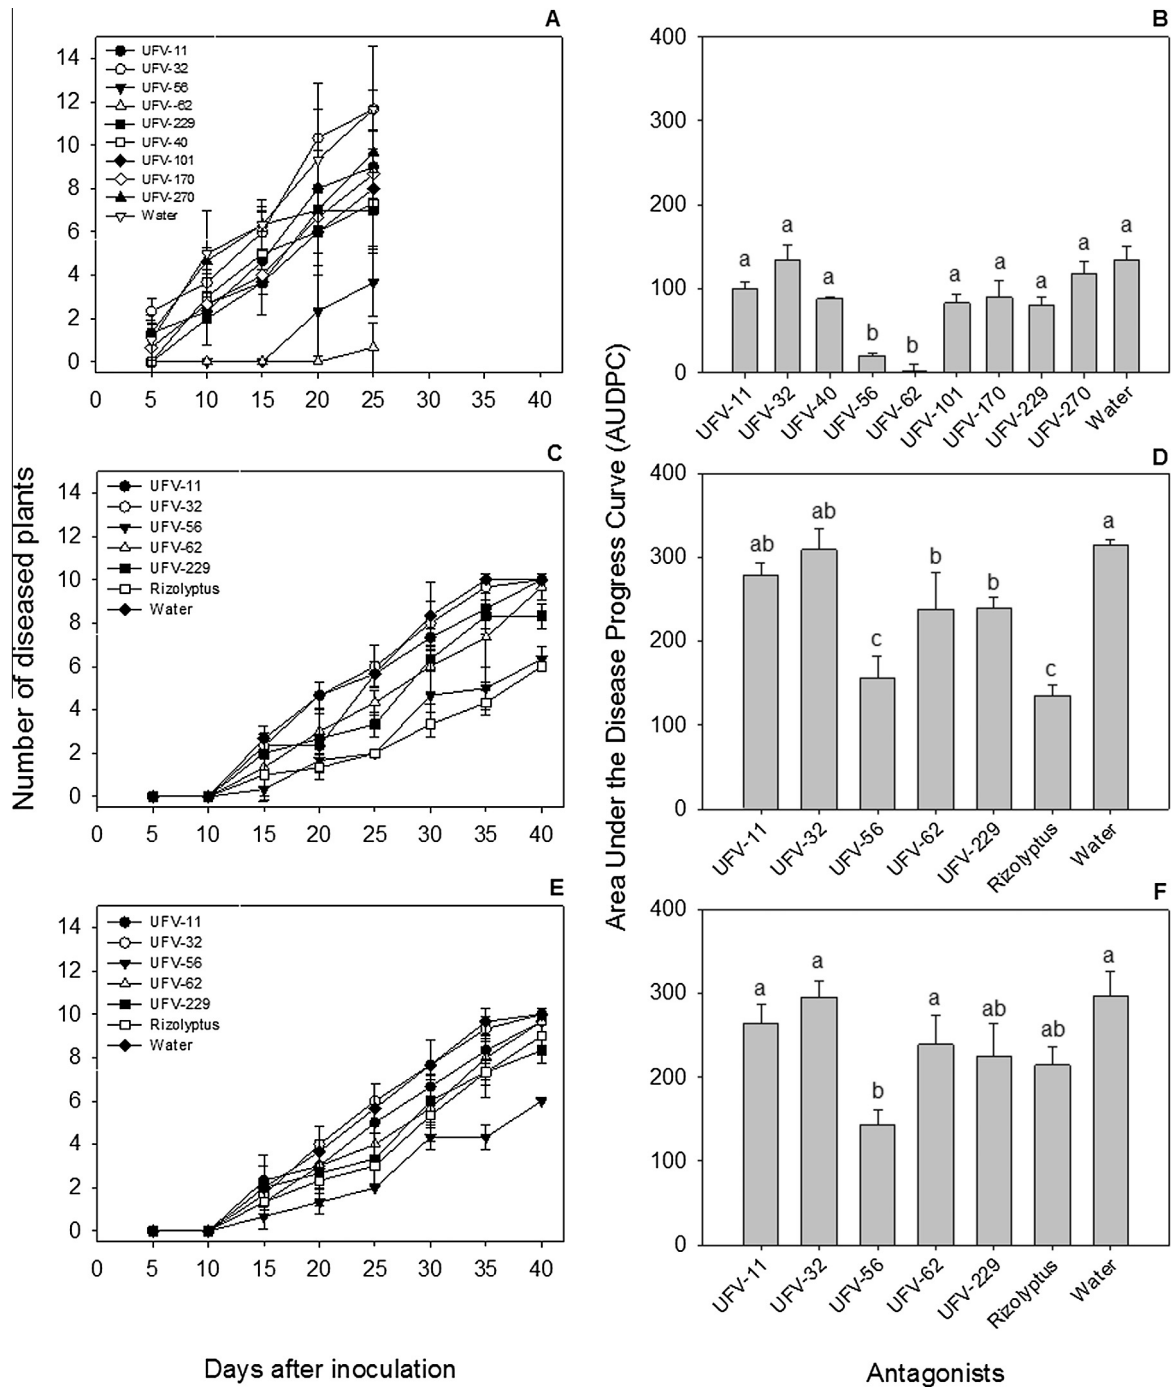 A
14
12
10
8
6
4
2
0
UFV-11
UFV-32
UFV-56
UFV--62
UFV-229
UFV-40
UFV-101
UFV-170
UFV-270
Water
0 5 10 15 20 25 30 35 40
B
400
300
200
100
0
a a a b b a a a a a
UFV-11 UFV-32 UFV-40 UFV-56 UFV-62 UFV-101 UFV-170 UFV-229 UFV-270 Water
C
14
12
10
8
6
4
2
0
UFV-11
UFV-32
UFV-56
UFV-62
UFV-229
Rizolyptus
Water
0 5 10 15 20 25 30 35 40
D
400
300
200
100
0
ab ab c b b c a
UFV-11 UFV-32 UFV-56 UFV-62 UFV-229 Rizolyptus Water
E
14
12
10
8
6
4
2
0
UFV-11
UFV-32
UFV-56
UFV-62
UFV-229
Rizolyptus
Water
0 5 10 15 20 25 30 35 40
F
400
300
200
100
0
a a b a ab ab a
UFV-11 UFV-32 UFV-56 UFV-62 UFV-229 Rizolyptus Water
Number of diseased plants
Area Under the Disease Progress Curve (AUDPC)
Days after inoculation
Antagonists